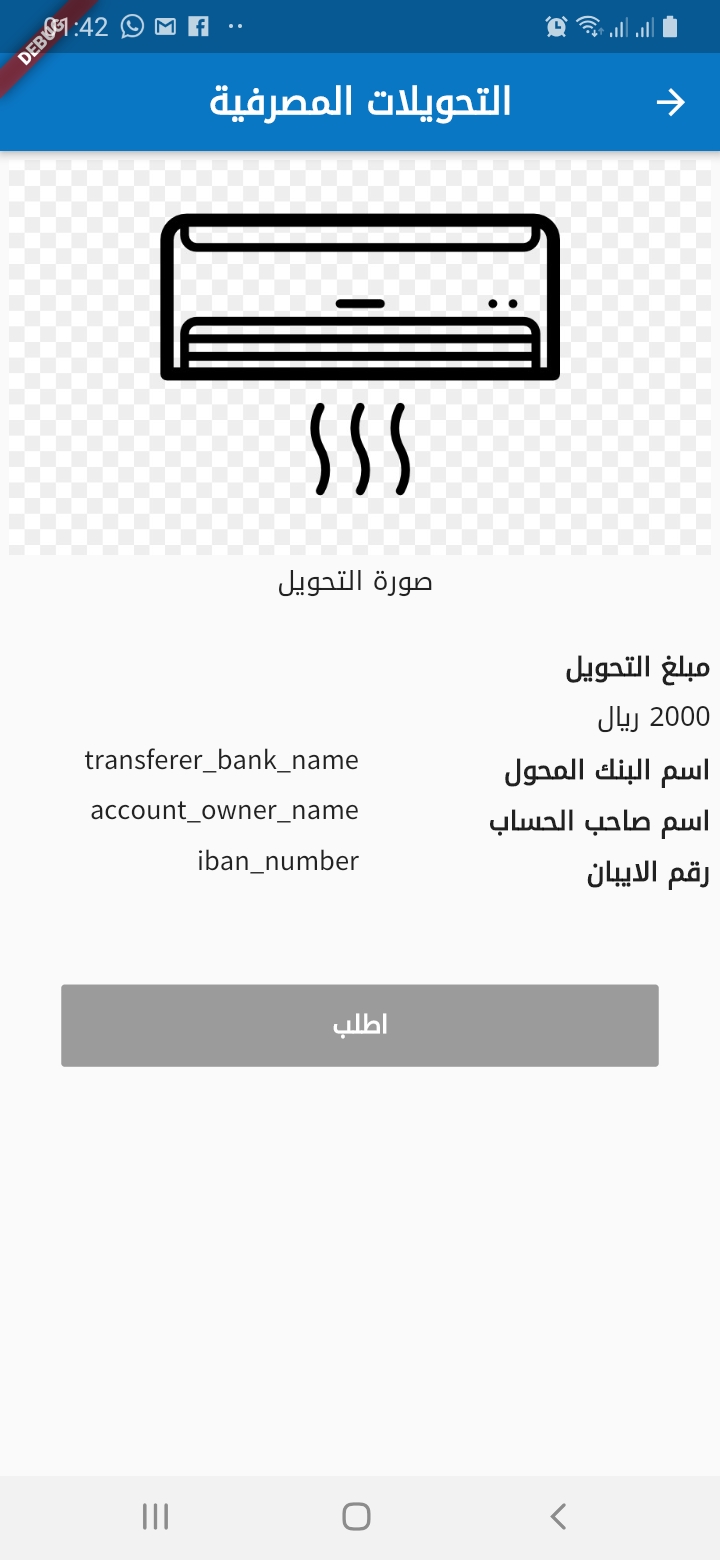 01:42
DEBUG
التحويلات المصرفية
صورة التحويل
مبلغ التحويل
2000 ريال
اسم البنك المحول transferer_bank_name
اسم صاحب الحساب account_owner_name
رقم الايبان iban_number
اطلب